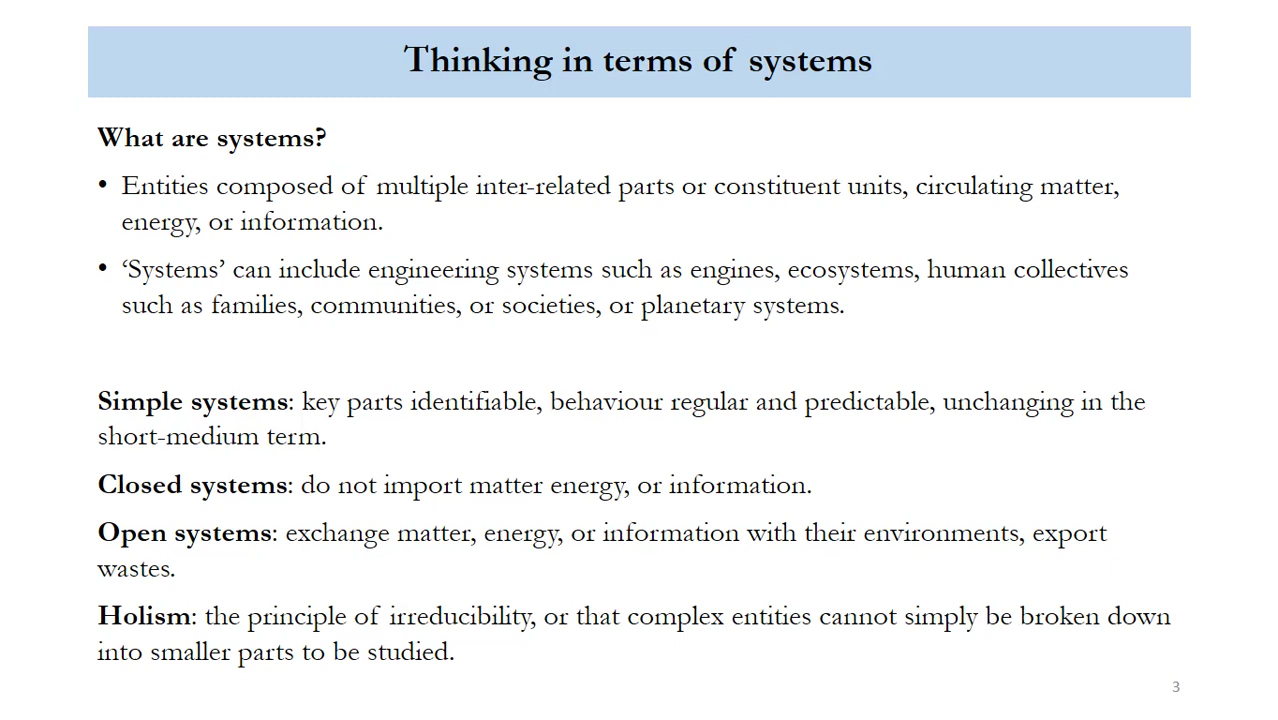 Thinking in terms of systems
What are systems?
• Entities composed of multiple inter-related parts or constituent units, circulating matter,
energy, or information.
• ‘Systems’ can include engineering systems such as engines, ecosystems, human collectives
such as families, communities, or societies, or planetary systems.
Simple systems: key parts identifiable, behaviour regular and predictable, unchanging in the
short-medium term.
Closed systems: do not import matter energy, or information.
Open systems: exchange matter, energy, or information with their environments, export
wastes.
Holism: the principle of irreducibility, or that complex entities cannot simply be broken down
into smaller parts to be studied.
3